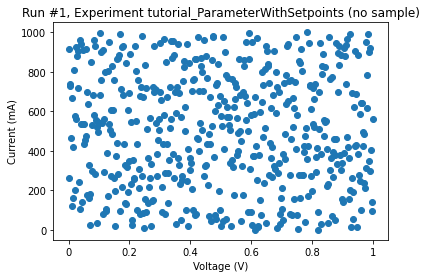 Run #1, Experiment tutorial_ParameterWithSetpoints (no sample)
1000
800
600
400
200
0
Current (mA)
0 0.2 0.4 0.6 0.8 1
Voltage (V)